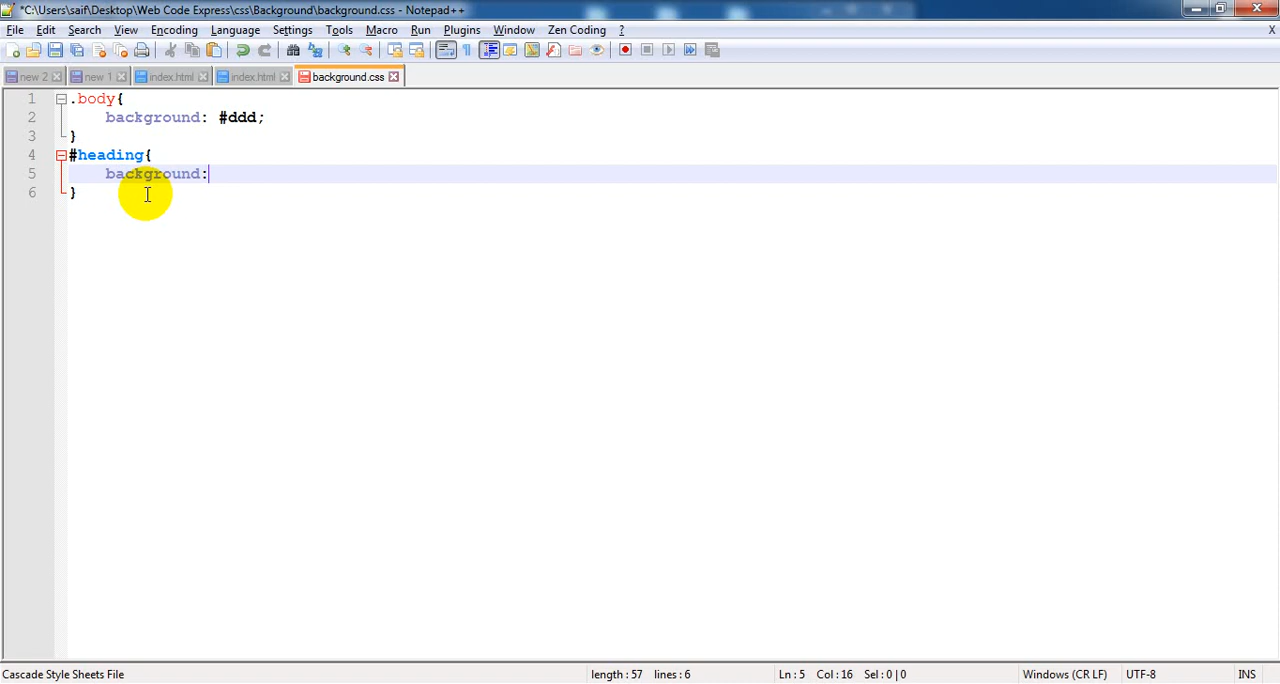 *C:\Users\saif\Desktop\Web Code Express\css\Background\background.css - Notepad++
File Edit Search View Encoding Language Settings Tools Macro Run Plugins Window Zen Coding ? X
new 2 new 1 index.html index.html background.css
1 .body{
2 background: #ddd;
3 }
4 #heading{
5 background:
6 }
Cascade Style Sheets File length : 57 lines : 6 Ln : 5 Col : 16 Sel : 0 | 0 Windows (CR LF) UTF-8 INS